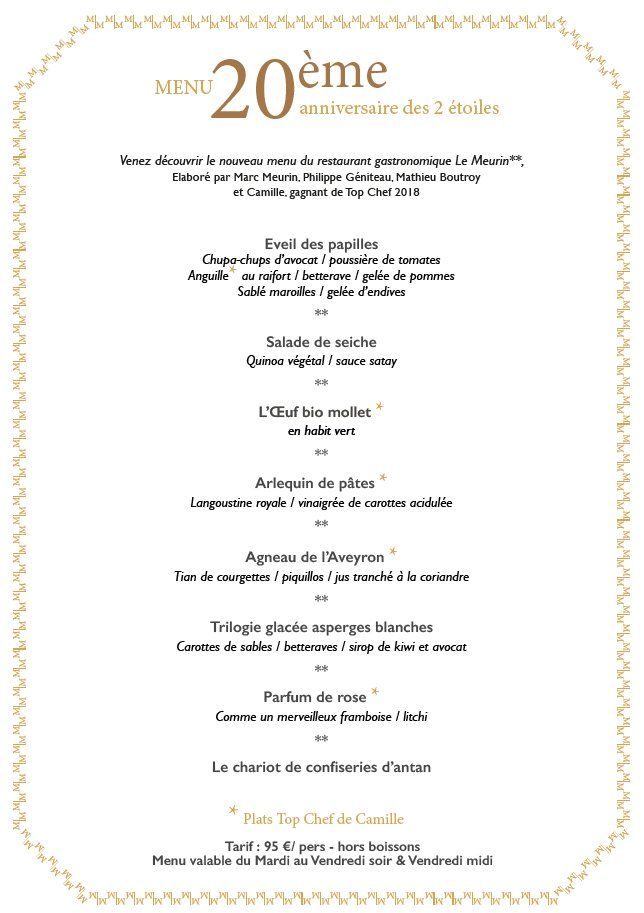 MENU 20ème
anniversaire des 2 étoiles
Venez découvrir le nouveau menu du restaurant gastronomique Le Meurin**,
Elaboré par Marc Meurin, Philippe Géniteau, Mathieu Boutroy
et Camille, gagnant de Top Chef 2018
Eveil des papilles
Chupa-chups d’avocat / poussière de tomates
Anguille* au raifort / betterave / gelée de pommes
Sablé maroilles / gelée d’endives
**
Salade de seiche
Quinoa végétal / sauce satay
**
L’Œuf bio mollet *
en habit vert
**
Arlequin de pâtes *
Langoustine royale / vinaigrée de carottes acidulée
**
Agneau de l’Aveyron *
Tian de courgettes / piquillos / jus tranché à la coriandre
**
Trilogie glacée asperges blanches
Carottes de sables / betteraves / sirop de kiwi et avocat
**
Parfum de rose *
Comme un merveilleux framboise / litchi
**
Le chariot de confiseries d’antan
* Plats Top Chef de Camille
Tarif : 95 €/ pers - hors boissons
Menu valable du Mardi au Vendredi soir & Vendredi midi